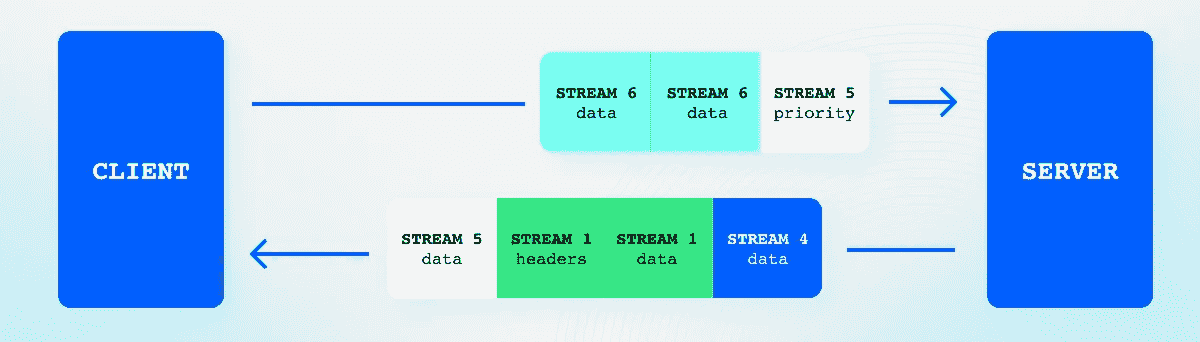 CLIENT
STREAM 6
data
STREAM 6
data
STREAM 5
priority
SERVER
STREAM 5
data
STREAM 1
headers
STREAM 1
data
STREAM 4
data